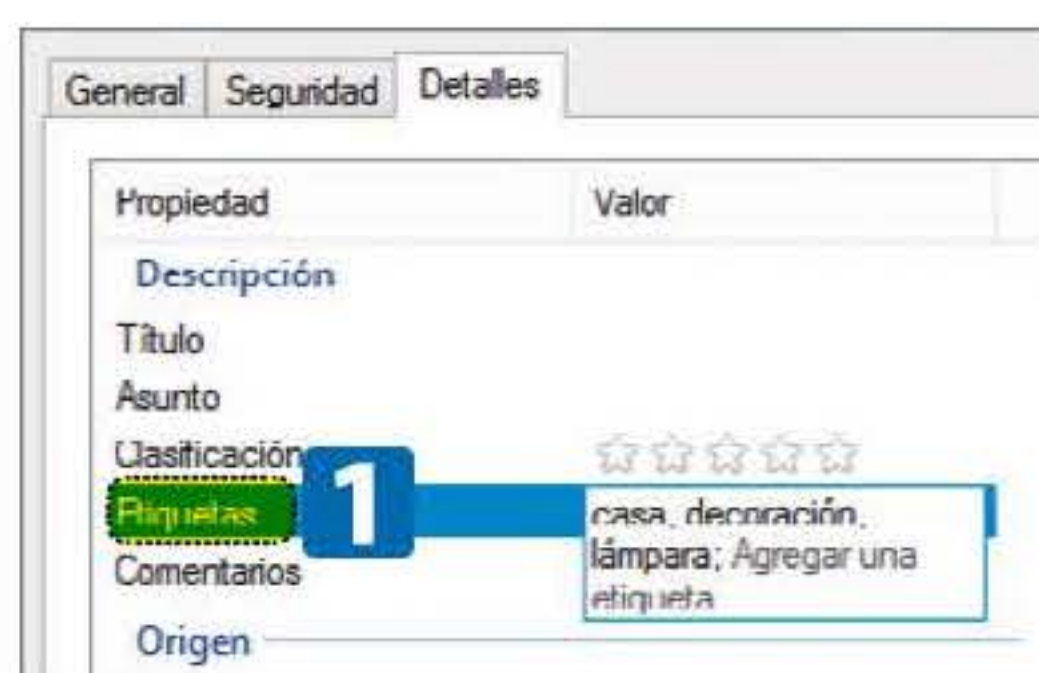 General Seguridad Detalles
Propiedad Valor
Descripción
Título
Asunto
Clasificación
Etiquetas 1 casa, decoración,
lámpara; Agregar una
etiqueta
Comentarios
Origen